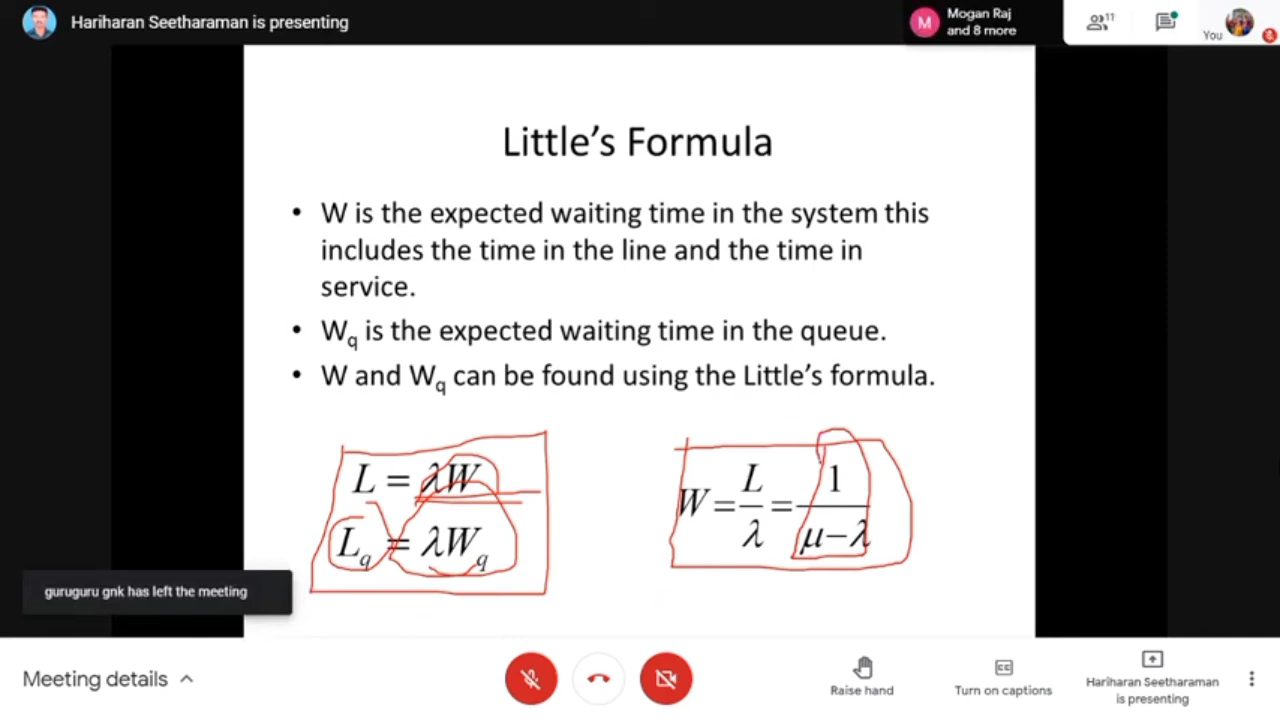 Hariharan Seetharaman is presenting
M
Mogan Raj
and 8 more
11
You
Little's Formula
• W is the expected waiting time in the system this
includes the time in the line and the time in
service.
• Wq is the expected waiting time in the queue.
• W and Wq can be found using the Little's formula.
L = λW
Lq = λWq
W = L/λ = 1/(μ−λ)
guruguru gnk has left the meeting
Meeting details
Raise hand
CC
Turn on captions
Hariharan Seetharaman
is presenting